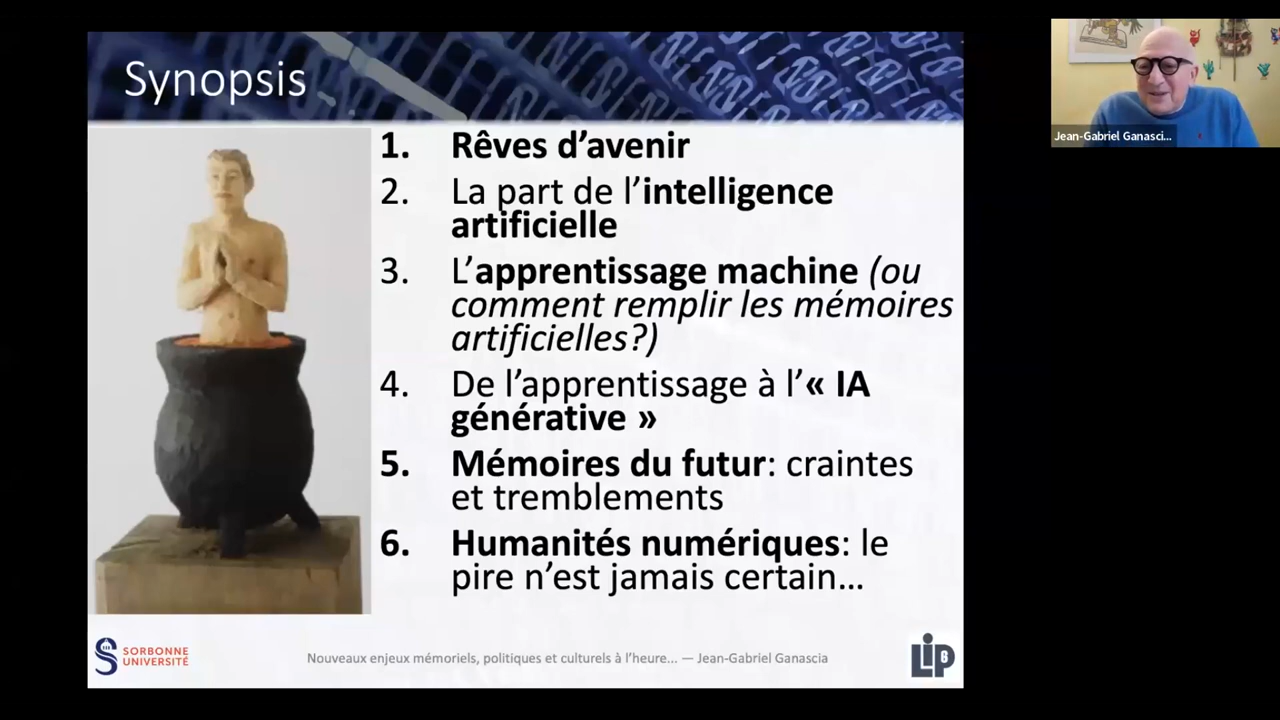 Synopsis
1. Rêves d’avenir
2. La part de l’intelligence
artificielle
3. L’apprentissage machine (ou
comment remplir les mémoires
artificielles?)
4. De l’apprentissage à l’« IA
générative »
5. Mémoires du futur: craintes
et tremblements
6. Humanités numériques: le
pire n’est jamais certain…
SORBONNE
UNIVERSITÉ
Nouveaux enjeux mémoriels, politiques et culturels à l’heure... — Jean-Gabriel Ganascia
LIP6
Jean-Gabriel Ganasci...